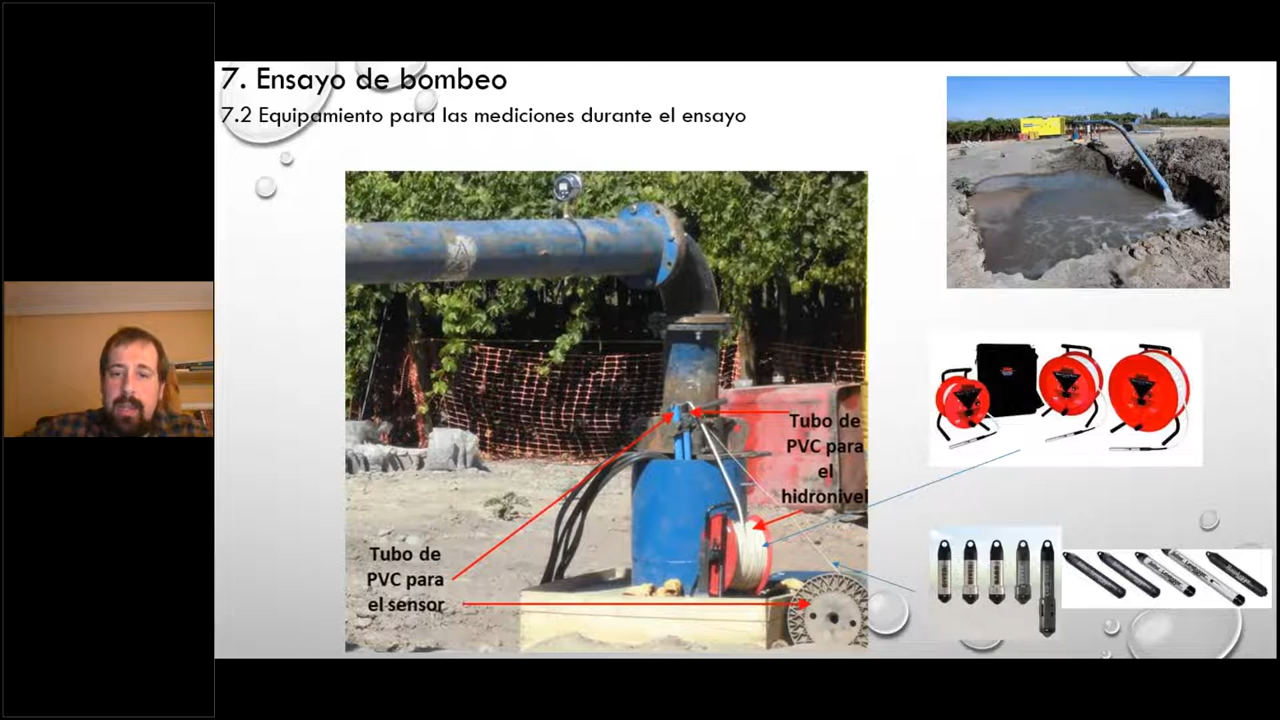 7. Ensayo de bombeo
7.2 Equipamiento para las mediciones durante el ensayo
Tubo de
PVC para
el
hidronivel
Tubo de
PVC para
el sensor